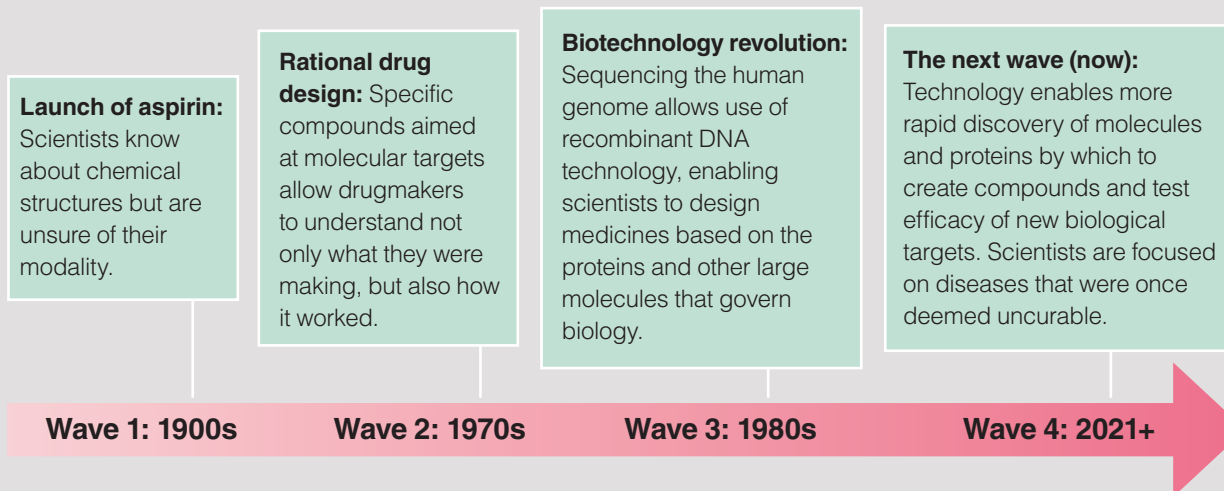 Launch of aspirin:
Scientists know
about chemical
structures but are
unsure of their
modality.
Rational drug
design: Specific
compounds aimed
at molecular targets
allow drugmakers
to understand not
only what they were
making, but also how
it worked.
Biotechnology revolution:
Sequencing the human
genome allows use of
recombinant DNA
technology, enabling
scientists to design
medicines based on the
proteins and other large
molecules that govern
biology.
The next wave (now):
Technology enables more
rapid discovery of molecules
and proteins by which to
create compounds and test
efficacy of new biological
targets. Scientists are focused
on diseases that were once
deemed uncurable.
Wave 1: 1900s
Wave 2: 1970s
Wave 3: 1980s
Wave 4: 2021+